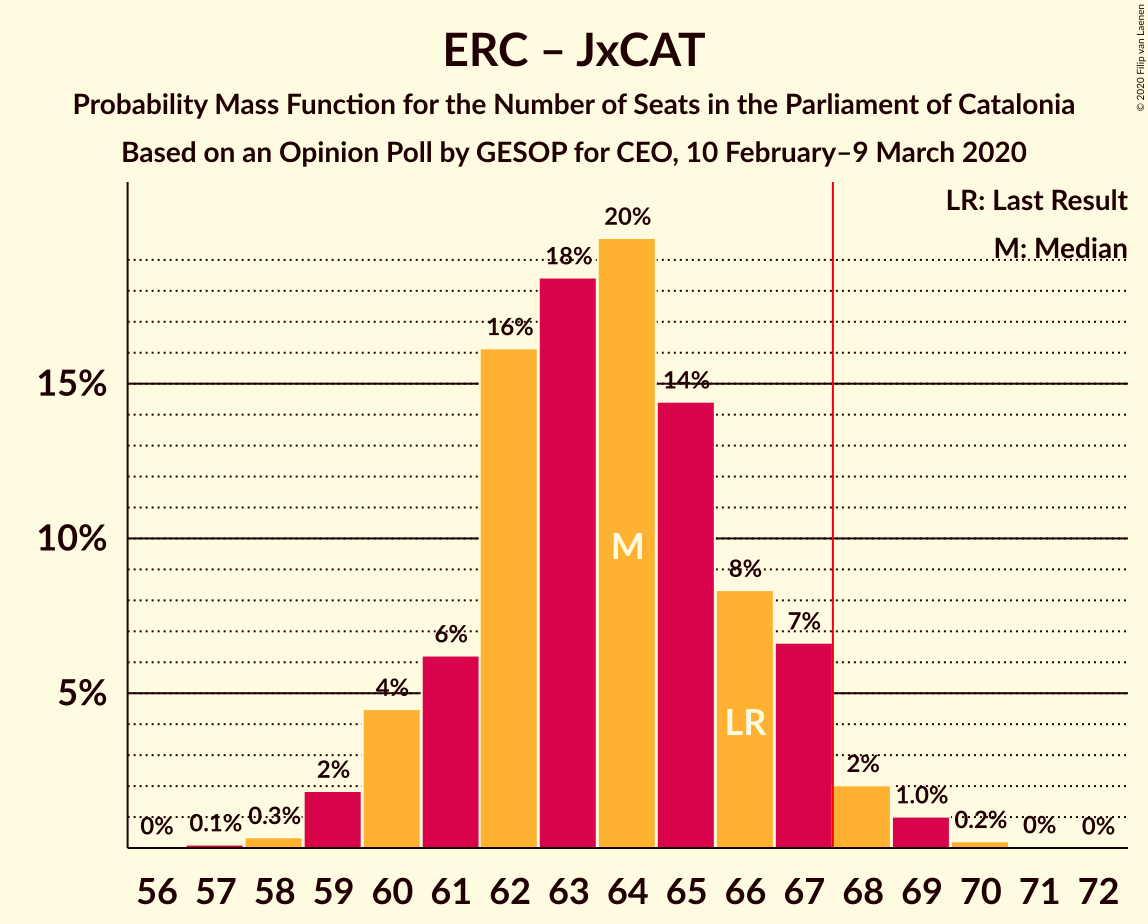 ERC – JxCAT
Probability Mass Function for the Number of Seats in the Parliament of Catalonia
Based on an Opinion Poll by GESOP for CEO, 10 February–9 March 2020
© 2020 Filip van Laenen
LR: Last Result
M: Median
15%
10%
5%
0%
0.1%
0.3%
2%
4%
6%
16%
18%
20%
14%
8%
7%
2%
1.0%
0.2%
0%
0%
M
LR
56 57 58 59 60 61 62 63 64 65 66 67 68 69 70 71 72